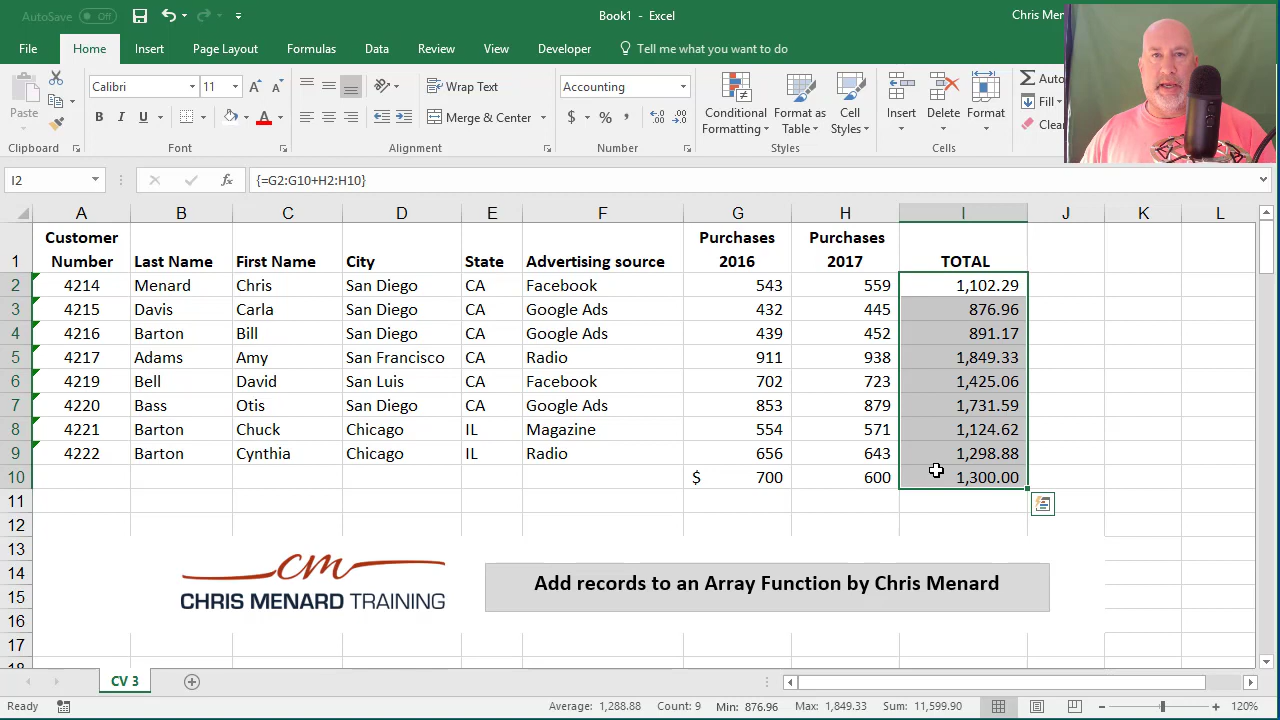 AutoSave Off Book1 - Excel Chris Men
File Home Insert Page Layout Formulas Data Review View Developer Tell me what you want to do
Paste Calibri 11 Wrap Text Accounting Conditional Formatting Format as Table Cell Styles Insert Delete Format Auto
B I U A Merge & Center $ % , Fill
Clear
Clipboard Font Alignment Number Styles Cells
I2 fx {=G2:G10+H2:H10}
A B C D E F G H I J K L
1 Customer Number Last Name First Name City State Advertising source Purchases 2016 Purchases 2017 TOTAL
2 4214 Menard Chris San Diego CA Facebook 543 559 1,102.29
3 4215 Davis Carla San Diego CA Google Ads 432 445 876.96
4 4216 Barton Bill San Diego CA Google Ads 439 452 891.17
5 4217 Adams Amy San Francisco CA Radio 911 938 1,849.33
6 4219 Bell David San Luis CA Facebook 702 723 1,425.06
7 4220 Bass Otis San Diego CA Google Ads 853 879 1,731.59
8 4221 Barton Chuck Chicago IL Magazine 554 571 1,124.62
9 4222 Barton Cynthia Chicago IL Radio 656 643 1,298.88
10 $ 700 600 1,300.00
11
12
13
14
15
16
17
18
cm
CHRIS MENARD TRAINING
Add records to an Array Function by Chris Menard
CV 3
Ready Average: 1,288.88 Count: 9 Min: 876.96 Max: 1,849.33 Sum: 11,599.90 120%